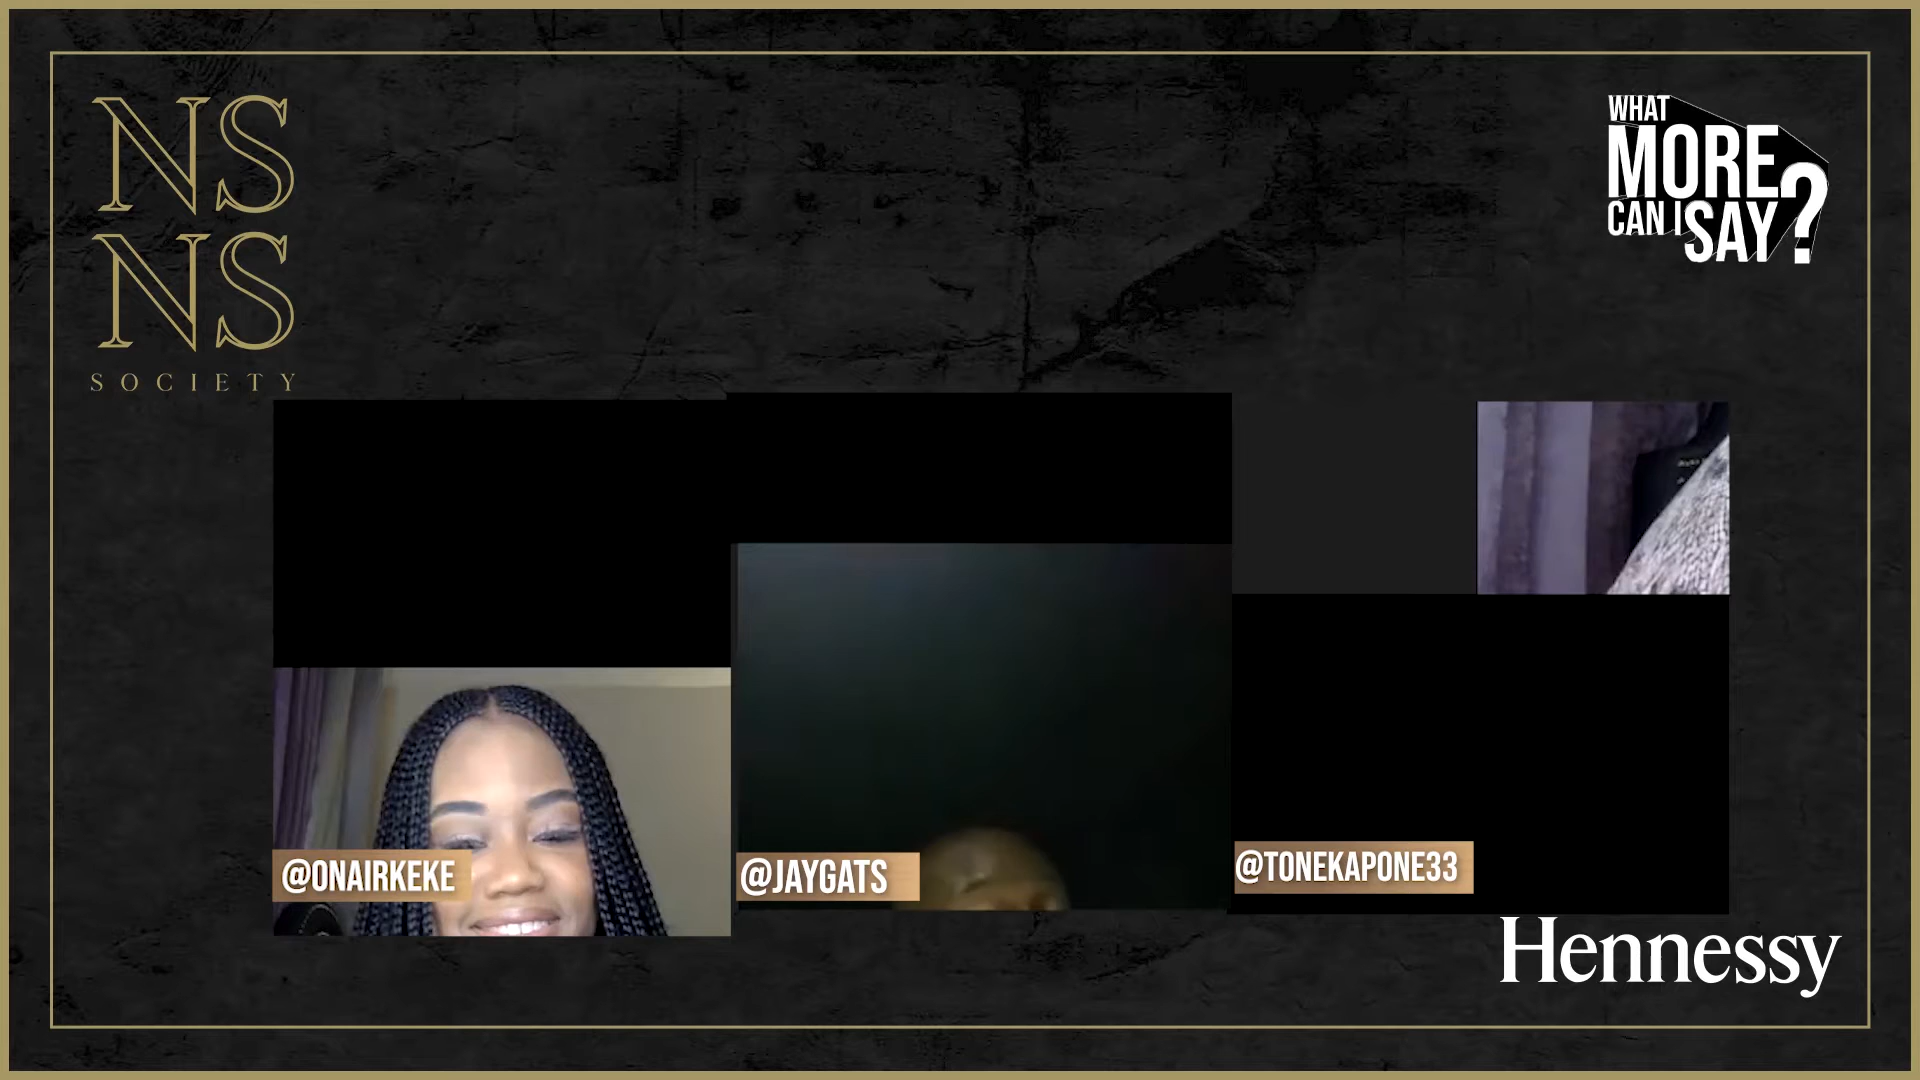 NS
NS
SOCIETY
WHAT
MORE
CAN I SAY?
@ONAIRKEKE
@JAYGATS
@TONEKAPONE33
Hennessy